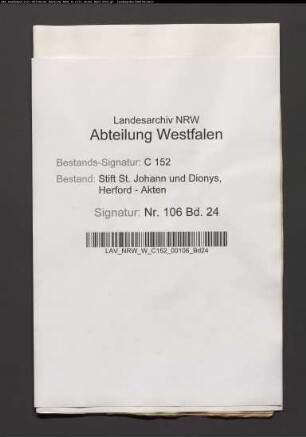 Landesarchiv NRW
Abteilung Westfalen
Bestands-Signatur: C 152
Bestand: Stift St. Johann und Dionys,
Herford - Akten
Signatur: Nr. 106 Bd. 24
LAV_NRW_W_C152_00106_Bd24